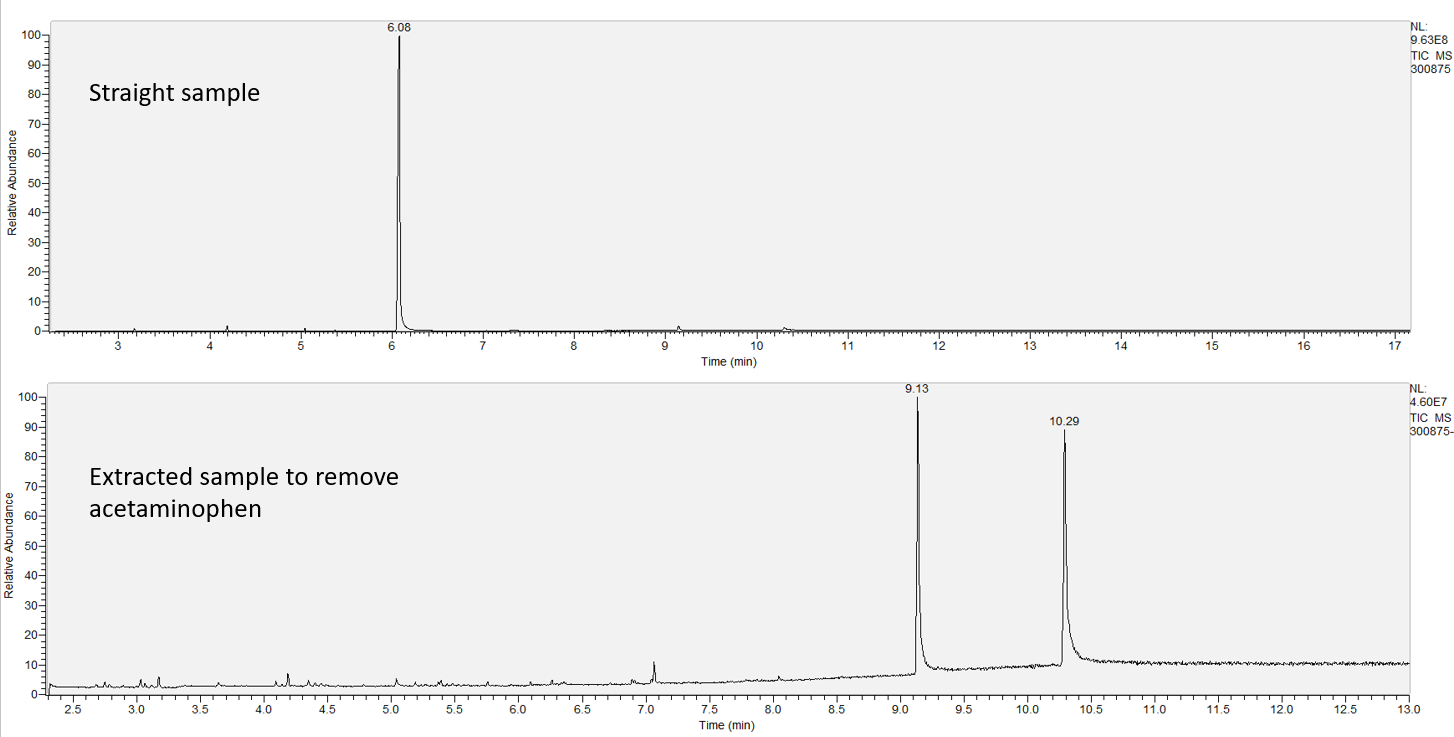 6.08
NL:
9.63E8
TIC MS
300875
Straight sample
100
90
80
70
60
50
40
30
20
10
0
Relative Abundance
3 4 5 6 7 8 9 10 11 12 13 14 15 16 17
Time (min)
9.13
10.29
NL:
4.60E7
TIC MS
300875-
Extracted sample to remove
acetaminophen
100
90
80
70
60
50
40
30
20
10
0
Relative Abundance
2.5 3.0 3.5 4.0 4.5 5.0 5.5 6.0 6.5 7.0 7.5 8.0 8.5 9.0 9.5 10.0 10.5 11.0 11.5 12.0 12.5 13.0
Time (min)